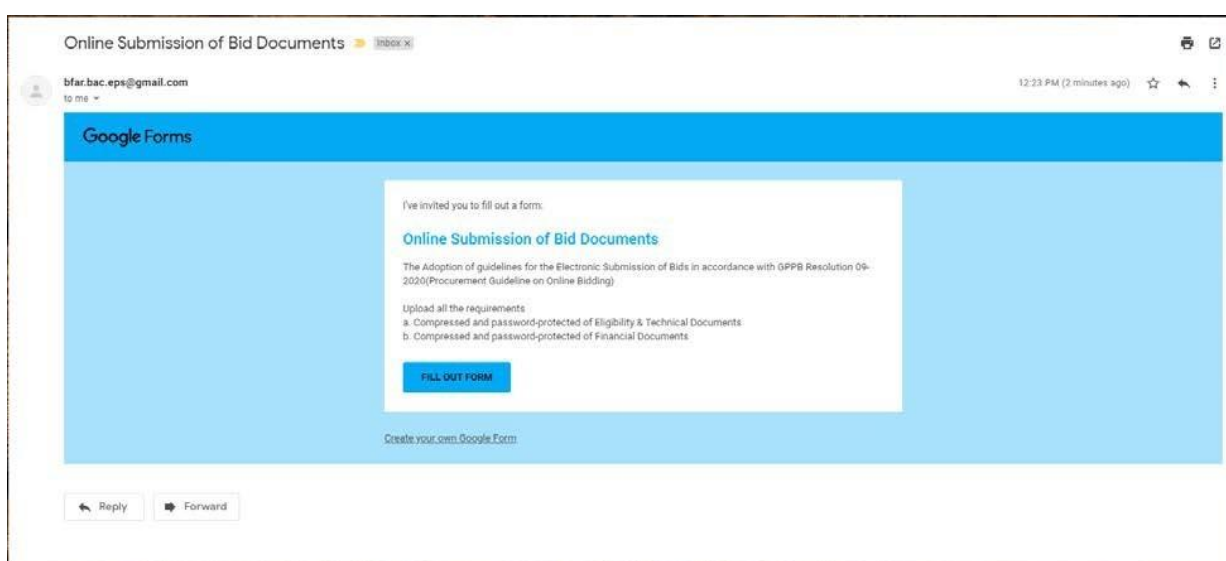 Online Submission of Bid Documents
Inbox x
bfar.bac.eps@gmail.com
12:23 PM (2 minutes ago)
to me
Google Forms
I've invited you to fill out a form:
Online Submission of Bid Documents
The Adoption of guidelines for the Electronic Submission of Bids in accordance with GPPB Resolution 09-
2020(Procurement Guideline on Online Bidding)
Upload all the requirements
a. Compressed and password-protected of Eligibility & Technical Documents
b. Compressed and password-protected of Financial Documents
FILL OUT FORM
Create your own Google Form
Reply
Forward